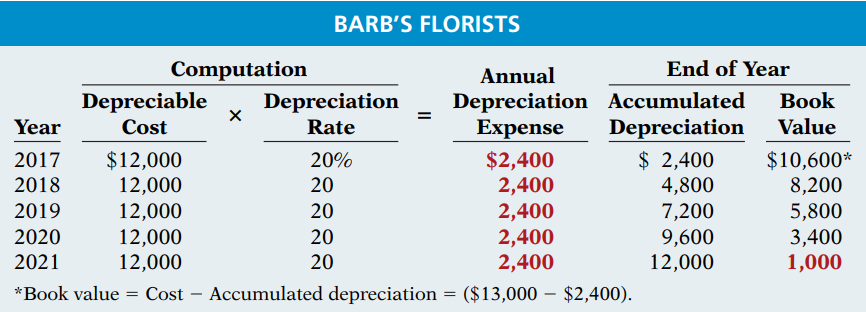 BARB'S FLORISTS
Computation Annual End of Year
Depreciable × Depreciation = Depreciation Accumulated Book
Year Cost Rate Expense Depreciation Value
2017 $12,000 20% $2,400 $ 2,400 $10,600*
2018 12,000 20 2,400 4,800 8,200
2019 12,000 20 2,400 7,200 5,800
2020 12,000 20 2,400 9,600 3,400
2021 12,000 20 2,400 12,000 1,000
*Book value = Cost − Accumulated depreciation = ($13,000 − $2,400).